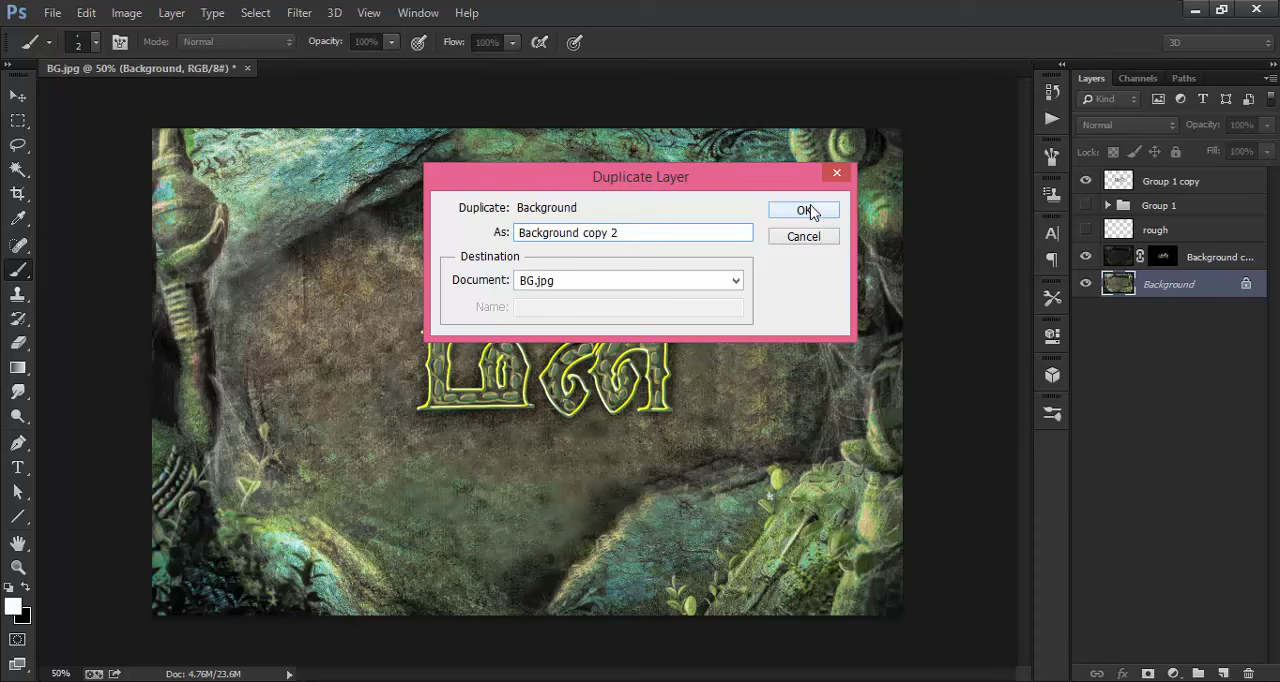 Ps File Edit Image Layer Type Select Filter 3D View Window Help
2 Mode: Normal Opacity: 100% Flow: 100% 3D
BG.jpg @ 50% (Background, RGB/8#) * ×
Layers Channels Paths
Kind
Normal Opacity: 100%
Lock: Fill: 100%
Group 1 copy
Group 1
rough
Background c...
Background
Duplicate Layer
Duplicate: Background
As: Background copy 2
OK
Cancel
Destination
Document: BG.jpg
Name:
50% Doc: 4.76M/23.6M